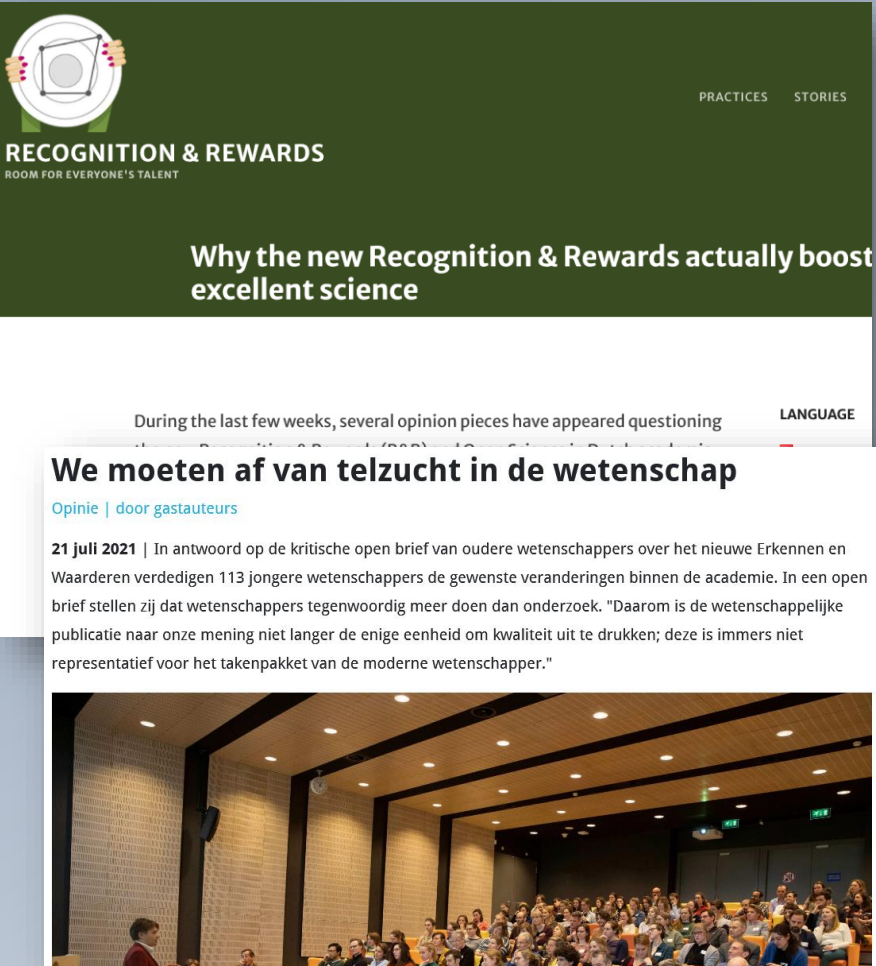 PRACTICES STORIES
RECOGNITION & REWARDS
ROOM FOR EVERYONE'S TALENT
Why the new Recognition & Rewards actually boost
excellent science
During the last few weeks, several opinion pieces have appeared questioning
LANGUAGE
We moeten af van telzucht in de wetenschap
Opinie | door gastauteurs
21 juli 2021 | In antwoord op de kritische open brief van oudere wetenschappers over het nieuwe Erkennen en
Waarderen verdedigen 113 jongere wetenschappers de gewenste veranderingen binnen de academie. In een open
brief stellen zij dat wetenschappers tegenwoordig meer doen dan onderzoek. "Daarom is de wetenschappelijke
publicatie naar onze mening niet langer de enige eenheid om kwaliteit uit te drukken; deze is immers niet
representatief voor het takenpakket van de moderne wetenschapper."